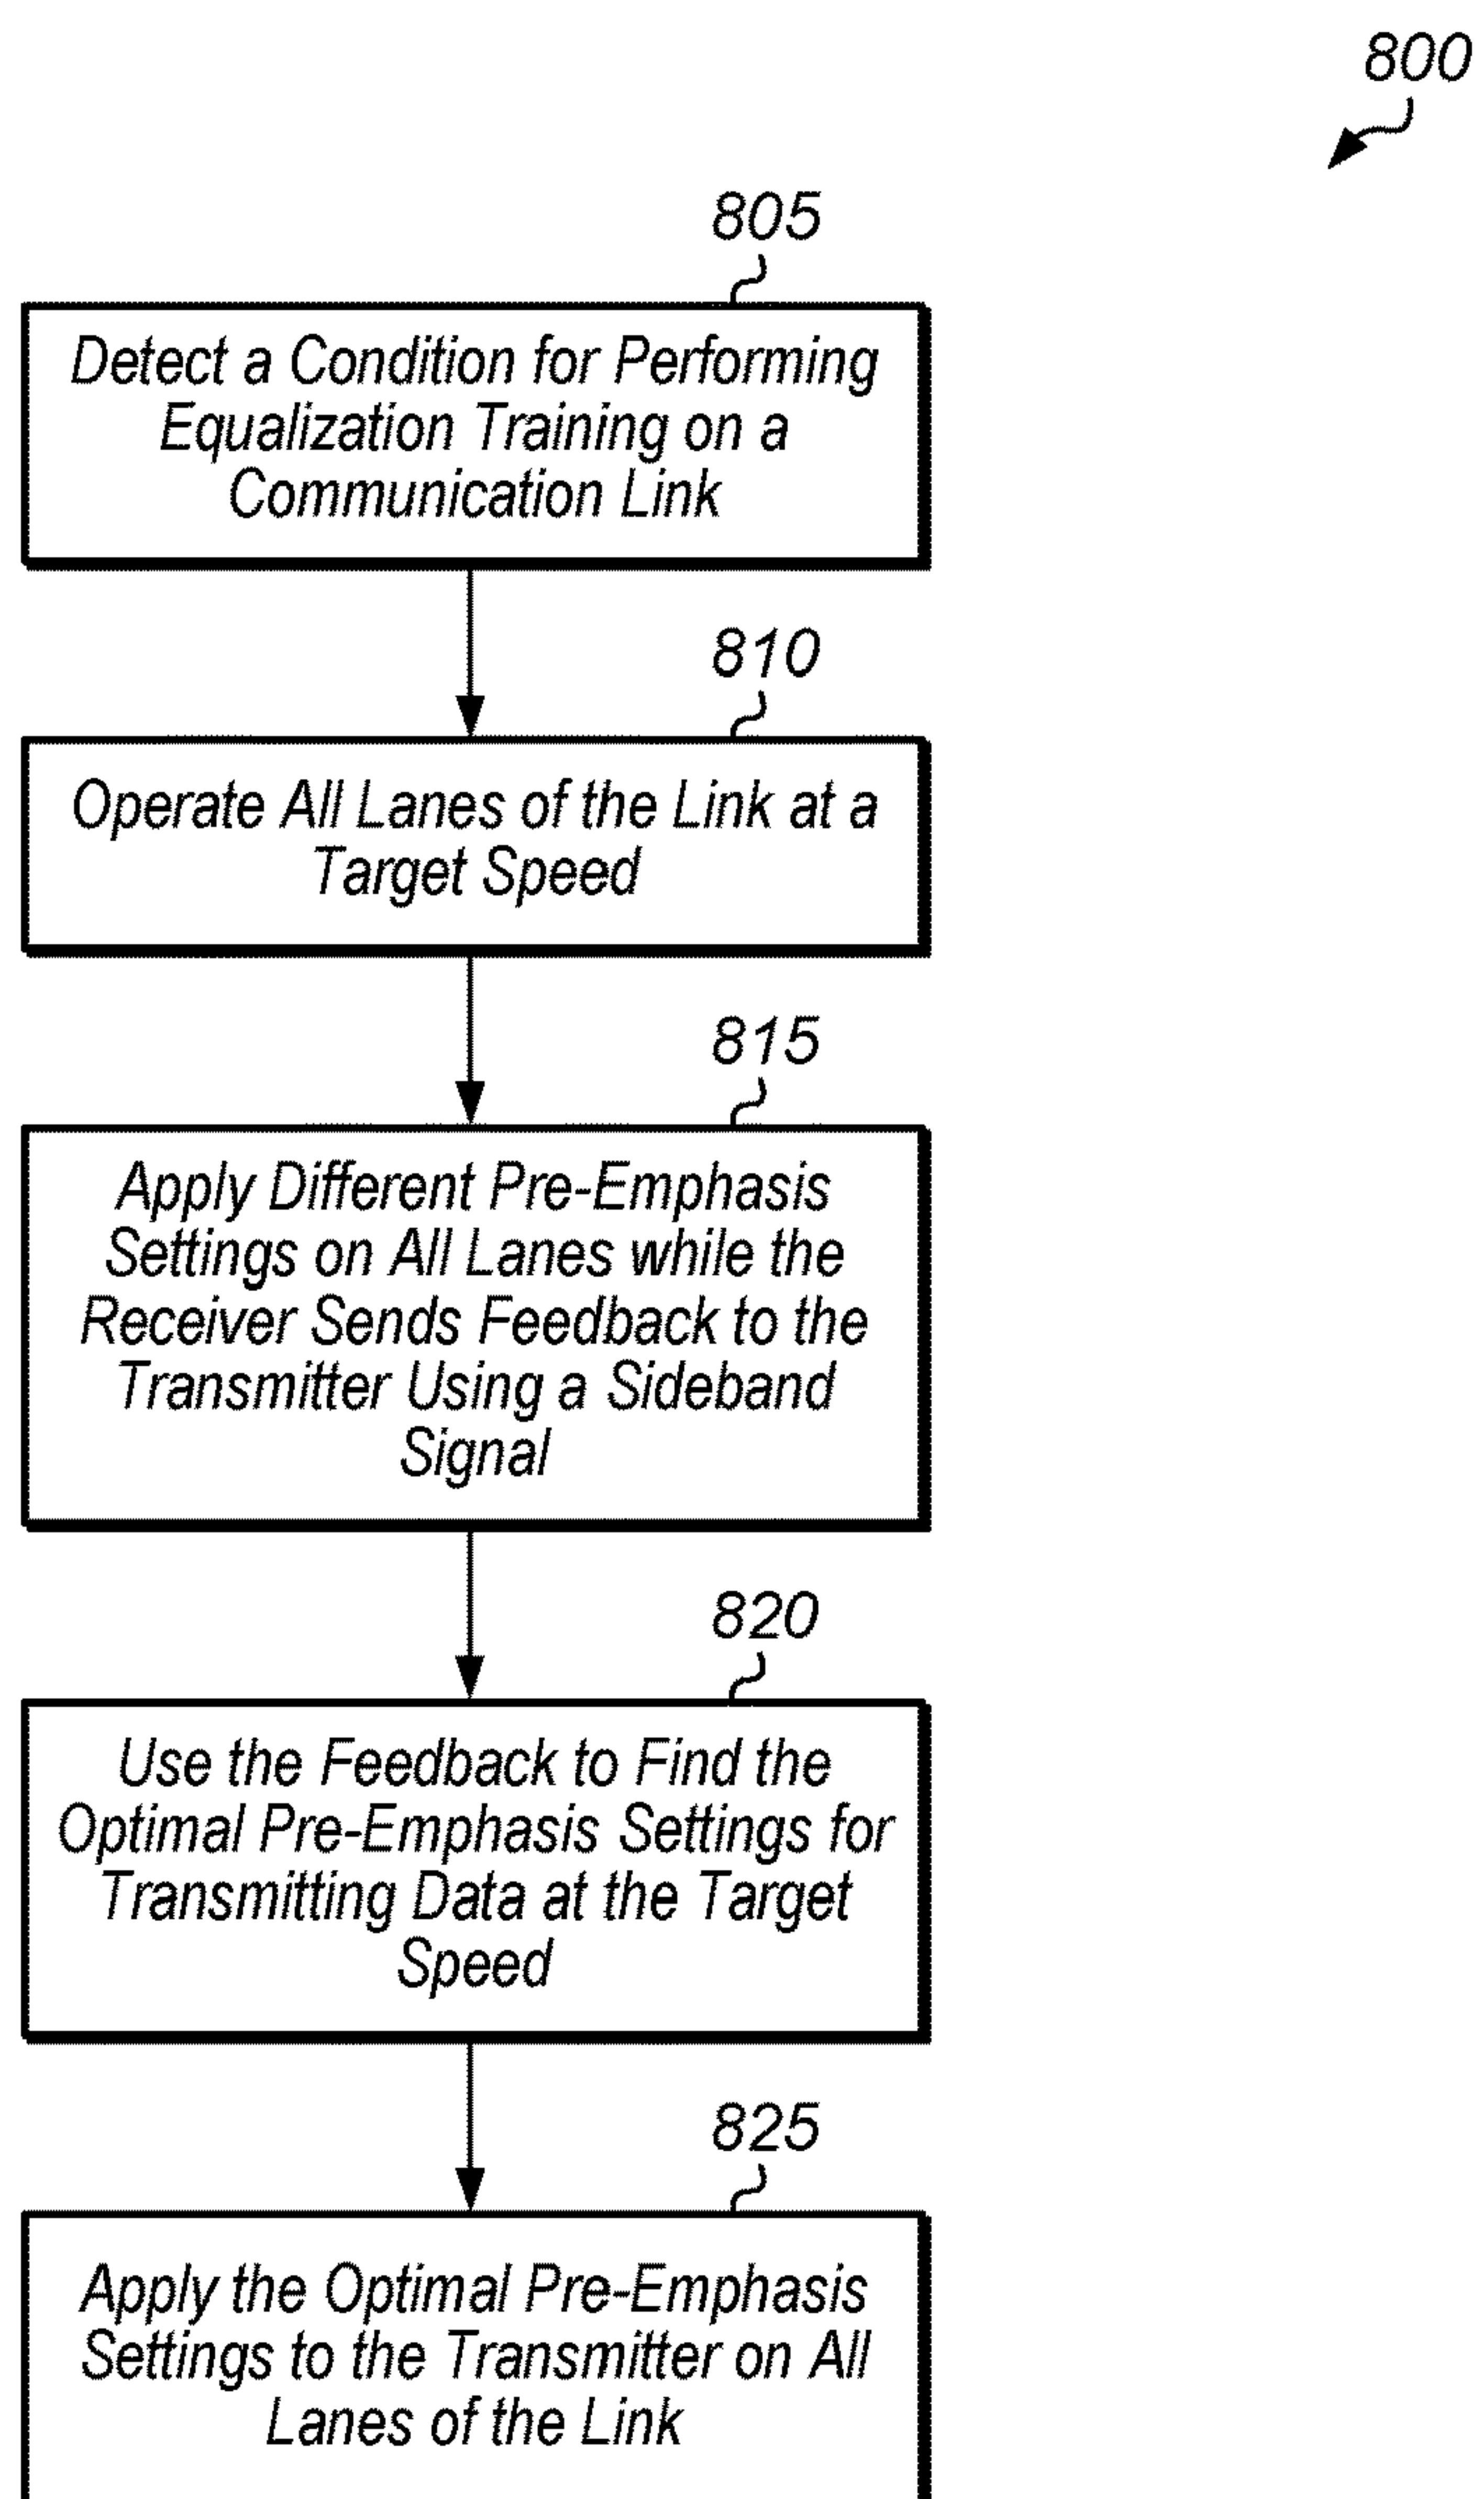 800
805
Detect a Condition for Performing
Equalization Training on a
Communication Link
810
Operate All Lanes of the Link at a
Target Speed
815
Apply Different Pre-Emphasis
Settings on All Lanes while the
Receiver Sends Feedback to the
Transmitter Using a Sideband
Signal
820
Use the Feedback to Find the
Optimal Pre-Emphasis Settings for
Transmitting Data at the Target
Speed
825
Apply the Optimal Pre-Emphasis
Settings to the Transmitter on All
Lanes of the Link